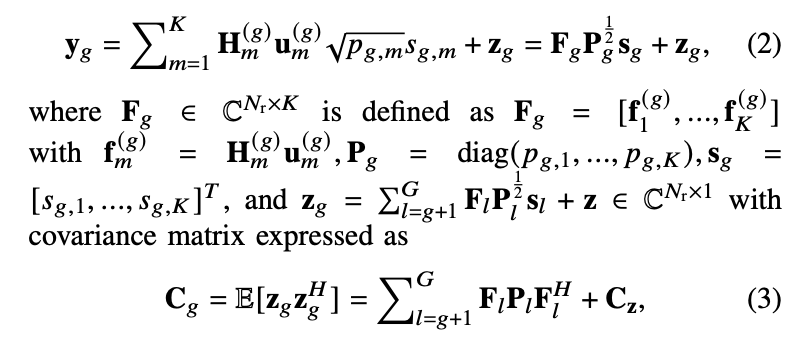 𝐲_g = ∑_{m=1}^{K} 𝐇_m^{(g)} 𝐮_m^{(g)} √p_{g,m} s_{g,m} + 𝐳_g = 𝐅_g 𝐏_g^{1/2} 𝐬_g + 𝐳_g, (2)
where 𝐅_g ∈ ℂ^{N_r×K} is defined as 𝐅_g = [𝐟_1^{(g)}, ..., 𝐟_K^{(g)}]
with 𝐟_m^{(g)} = 𝐇_m^{(g)} 𝐮_m^{(g)}, 𝐏_g = diag(p_{g,1}, ..., p_{g,K}), 𝐬_g =
[s_{g,1}, ..., s_{g,K}]^T, and 𝐳_g = ∑_{l=g+1}^{G} 𝐅_l 𝐏_l^{1/2} 𝐬_l + 𝐳 ∈ ℂ^{N_r×1} with
covariance matrix expressed as
𝐂_g = 𝔼[𝐳_g 𝐳_g^H] = ∑_{l=g+1}^{G} 𝐅_l 𝐏_l 𝐅_l^H + 𝐂_𝐳, (3)